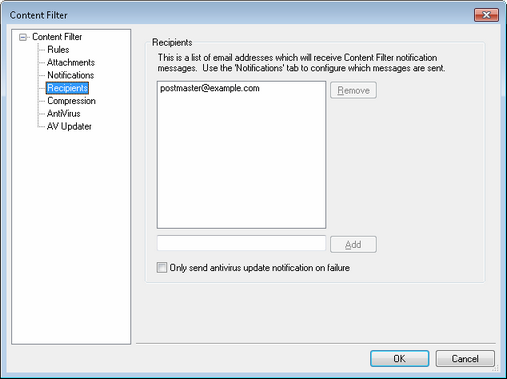 Content Filter
Content Filter
Rules
Attachments
Notifications
Recipients
Compression
AntiVirus
AV Updater
Recipients
This is a list of email addresses which will receive Content Filter notification
messages. Use the 'Notifications' tab to configure which messages are sent.
postmaster@example.com
Remove
Add
Only send antivirus update notification on failure
OK
Cancel